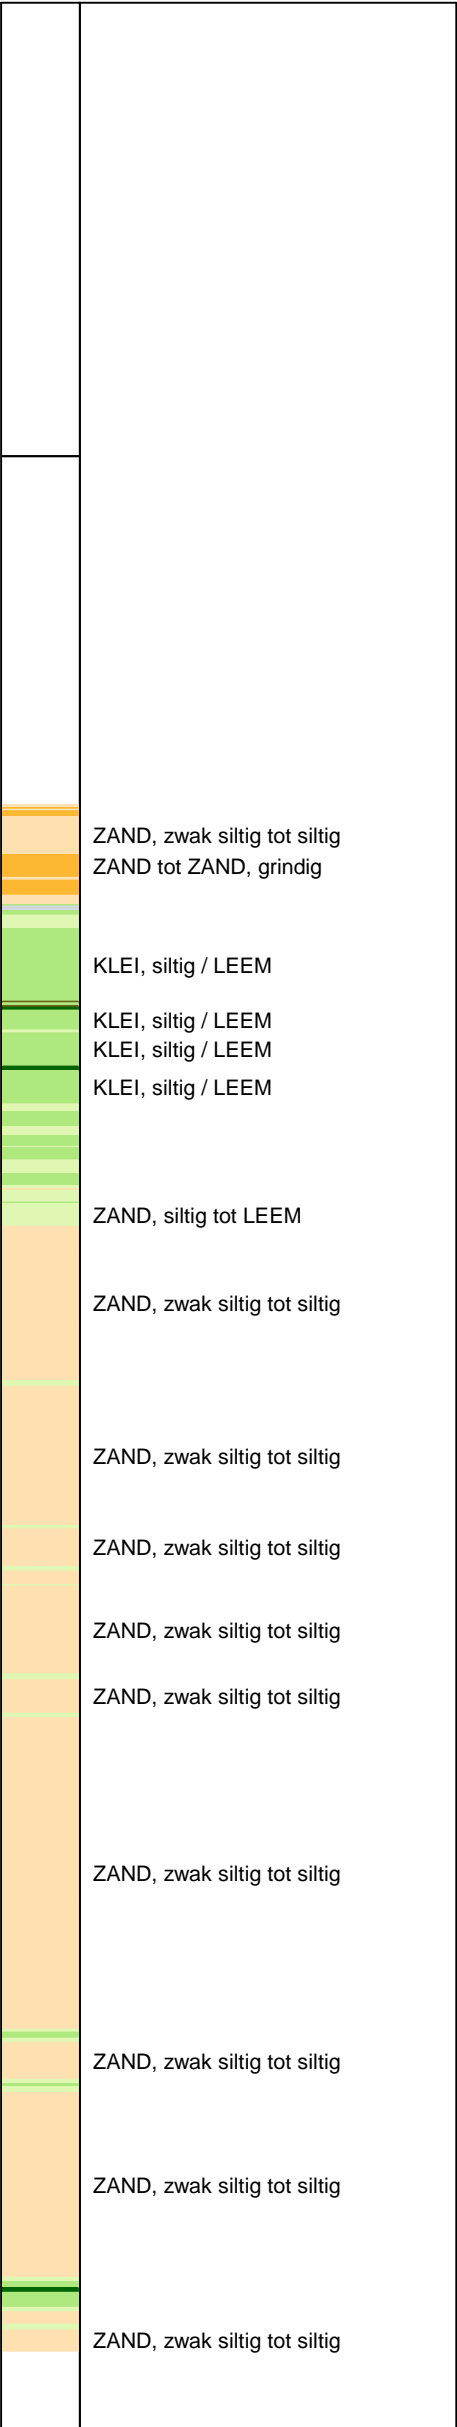 ZAND, zwak siltig tot siltig
ZAND tot ZAND, grindig
KLEI, siltig / LEEM
KLEI, siltig / LEEM
KLEI, siltig / LEEM
KLEI, siltig / LEEM
ZAND, siltig tot LEEM
ZAND, zwak siltig tot siltig
ZAND, zwak siltig tot siltig
ZAND, zwak siltig tot siltig
ZAND, zwak siltig tot siltig
ZAND, zwak siltig tot siltig
ZAND, zwak siltig tot siltig
ZAND, zwak siltig tot siltig
ZAND, zwak siltig tot siltig
ZAND, zwak siltig tot siltig